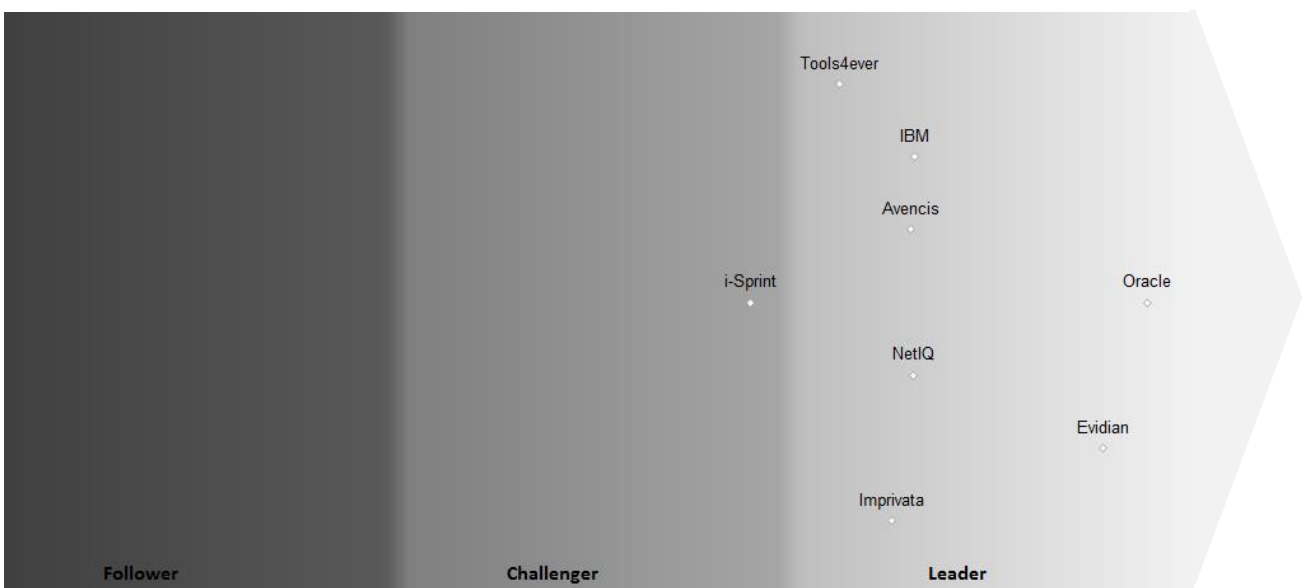 Tools4ever
IBM
Avencis
i-Sprint
Oracle
NetIQ
Evidian
Imprivata
Follower
Challenger
Leader